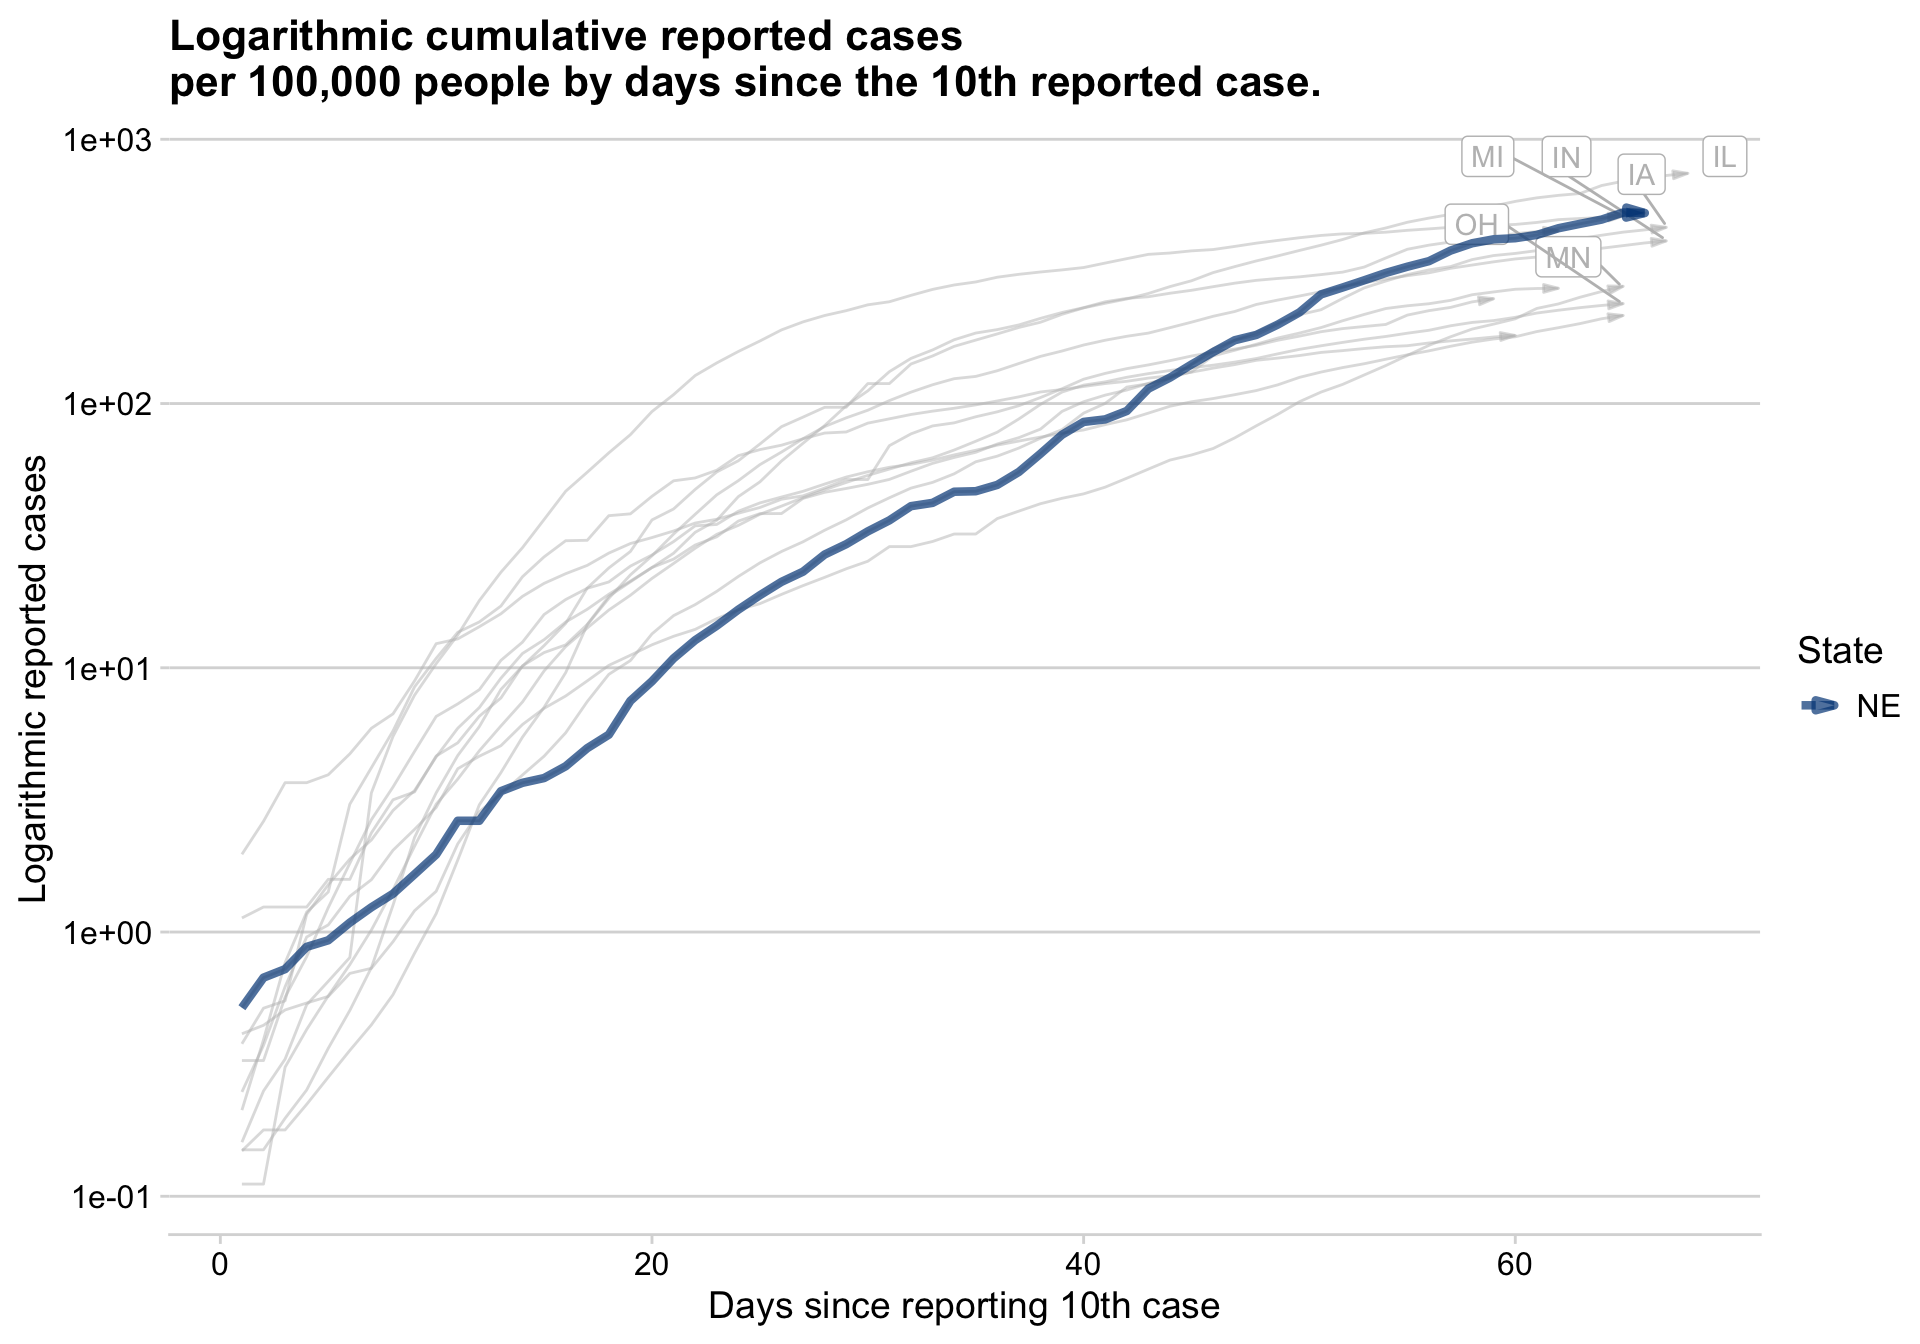 Logarithmic cumulative reported cases
per 100,000 people by days since the 10th reported case.
1e+03
MI
IN
IL
IA
OH
MN
1e+02
1e+01
1e+00
1e-01
Logarithmic reported cases
State
NE
0
20
40
60
Days since reporting 10th case